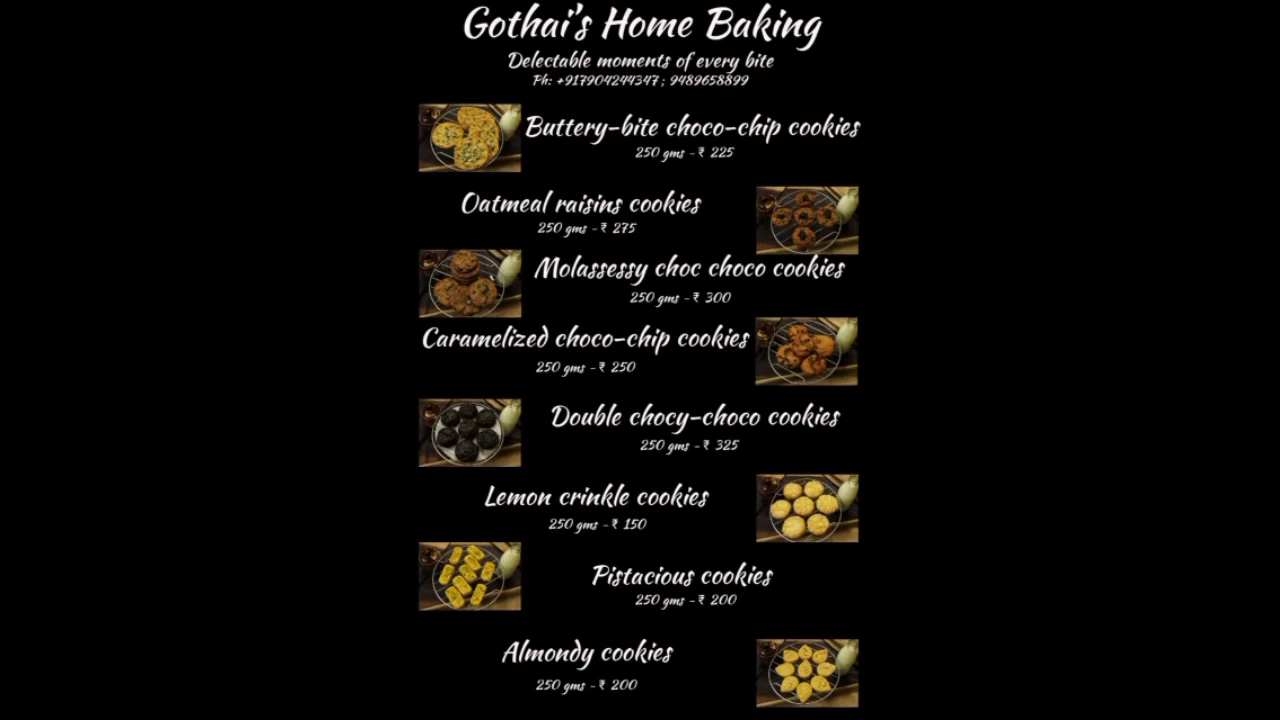 Gothai's Home Baking
Delectable moments of every bite
Ph: +917904244347 ; 9489658899
Buttery-bite choco-chip cookies
250 gms - ₹ 225
Oatmeal raisins cookies
250 gms - ₹ 275
Molassessy choc choco cookies
250 gms - ₹ 300
Caramelized choco-chip cookies
250 gms - ₹ 250
Double chocy-choco cookies
250 gms - ₹ 325
Lemon crinkle cookies
250 gms - ₹ 150
Pistacious cookies
250 gms - ₹ 200
Almondy cookies
250 gms - ₹ 200